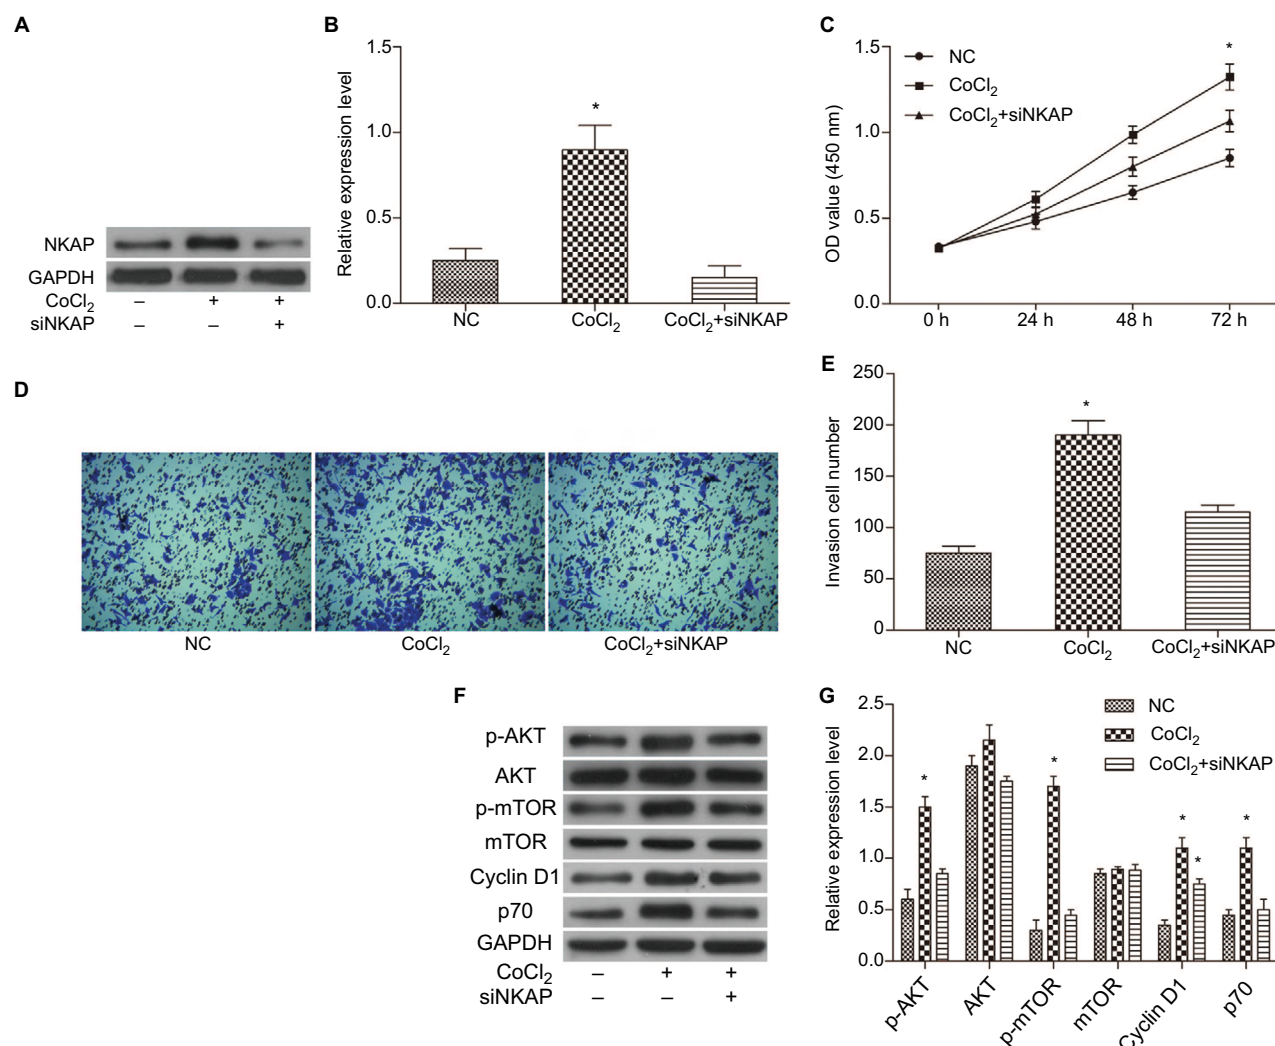 A
NKAP
GAPDH
CoCl2 – + +
siNKAP – – +
B
Relative expression level
1.5
1.0
0.5
0.0
*
NC CoCl2 CoCl2+siNKAP
C
OD value (450 nm)
1.5
1.0
0.5
0.0
NC
CoCl2
CoCl2+siNKAP
*
0 h 24 h 48 h 72 h
D
NC CoCl2 CoCl2+siNKAP
E
Invasion cell number
250
200
150
100
50
0
*
NC CoCl2 CoCl2+siNKAP
F
p-AKT
AKT
p-mTOR
mTOR
Cyclin D1
p70
GAPDH
CoCl2 – + +
siNKAP – – +
G
Relative expression level
2.5
2.0
1.5
1.0
0.5
0.0
NC
CoCl2
CoCl2+siNKAP
* * * * *
p-AKT AKT p-mTOR mTOR Cyclin D1 p70